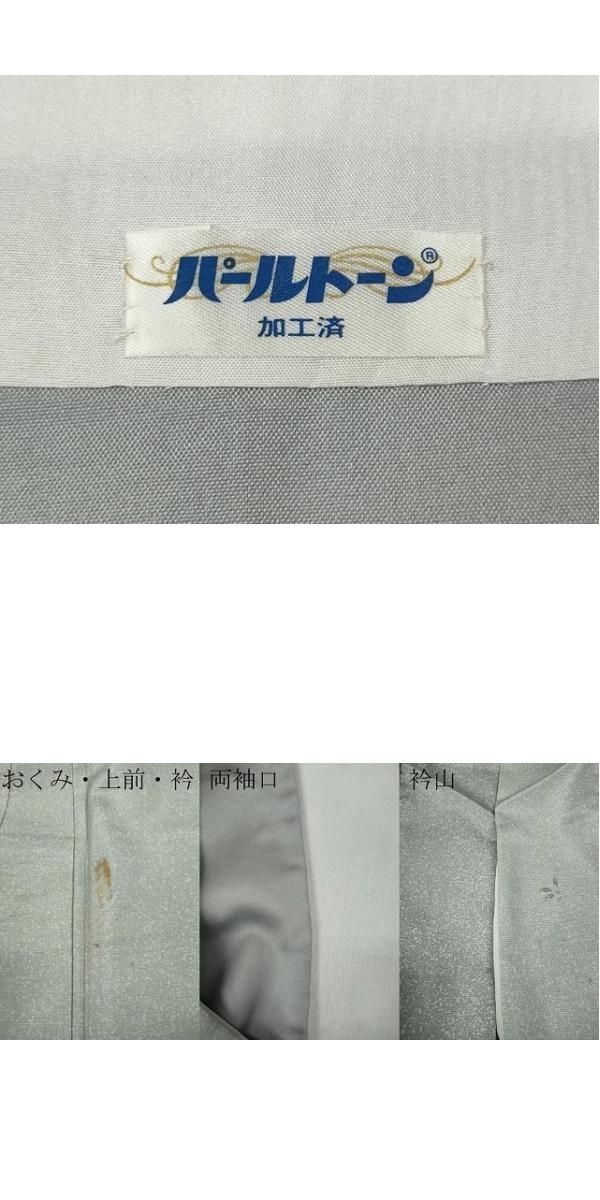 パールトーン®
加工済
おくみ・上前・衿
両袖口
衿山